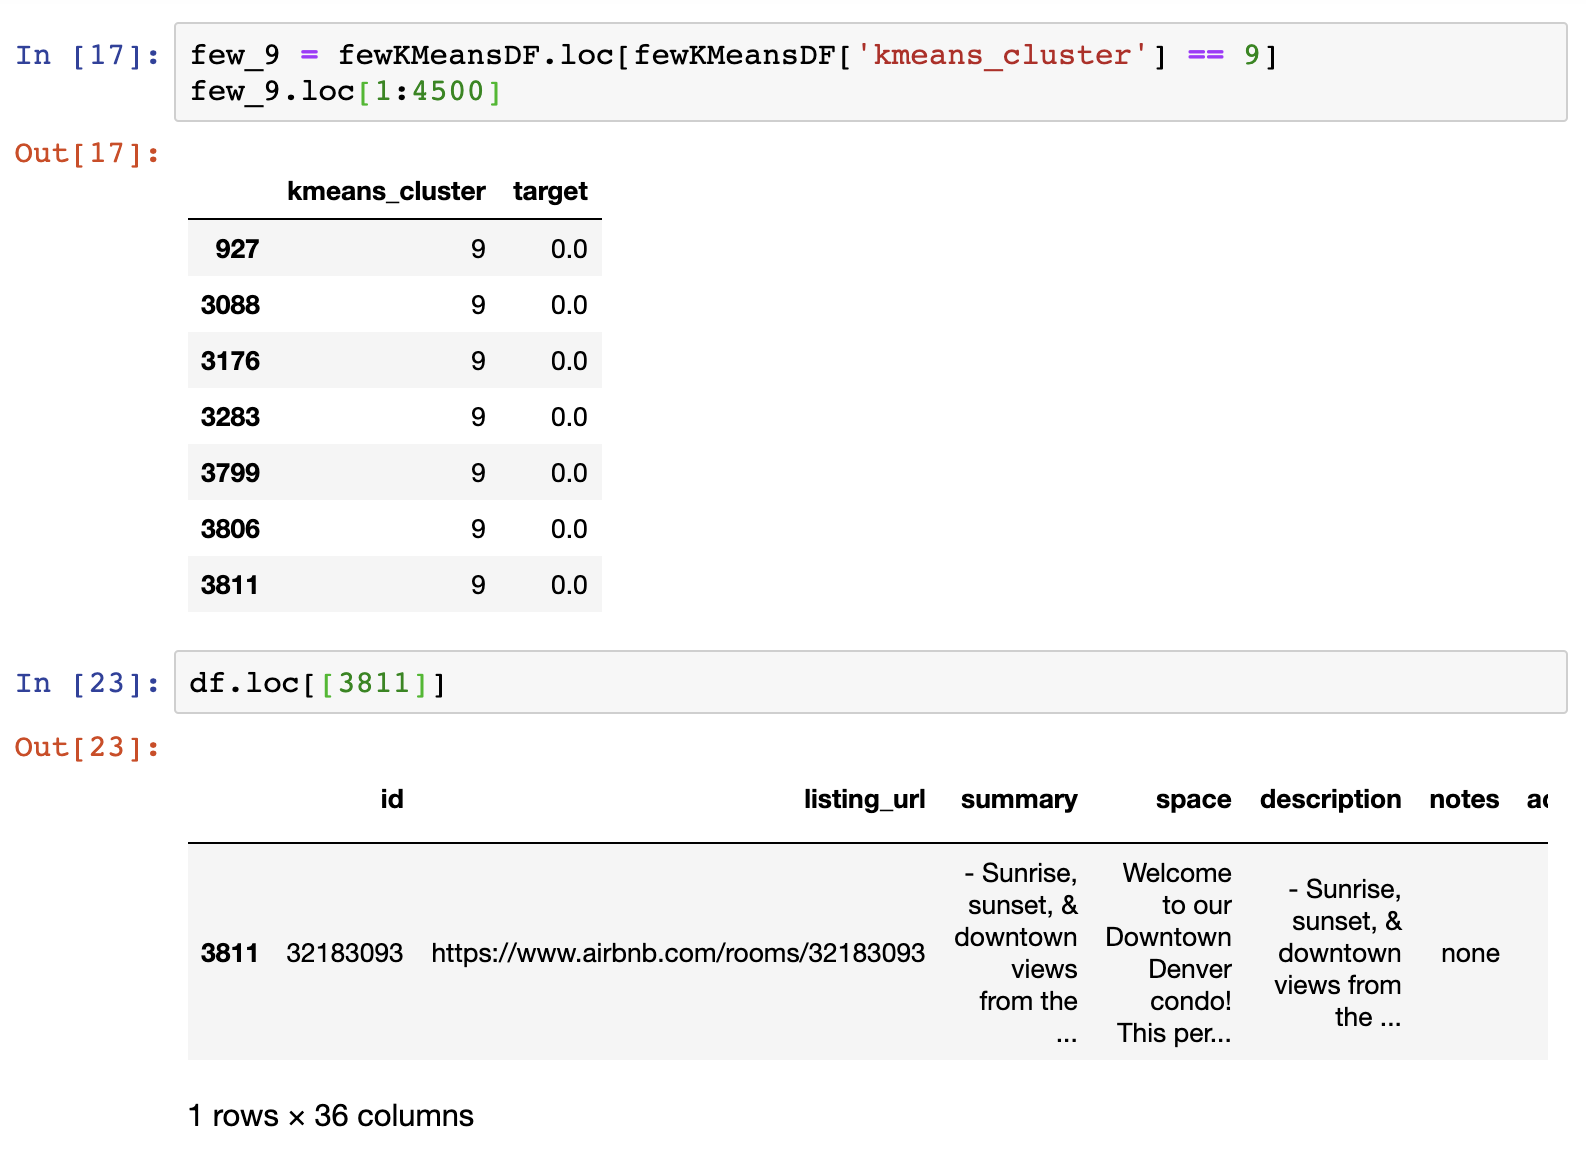 In [17]: few_9 = fewKMeansDF.loc[fewKMeansDF['kmeans_cluster'] == 9]
few_9.loc[1:4500]
Out[17]:
kmeans_cluster target
927 9 0.0
3088 9 0.0
3176 9 0.0
3283 9 0.0
3799 9 0.0
3806 9 0.0
3811 9 0.0
In [23]: df.loc[[3811]]
Out[23]:
id listing_url summary space description notes
3811 32183093 https://www.airbnb.com/rooms/32183093
- Sunrise,
sunset, &
downtown
views
from the
...
Welcome
to our
Downtown
Denver
condo!
This per...
- Sunrise,
sunset, &
downtown
views from
the ...
none
1 rows × 36 columns